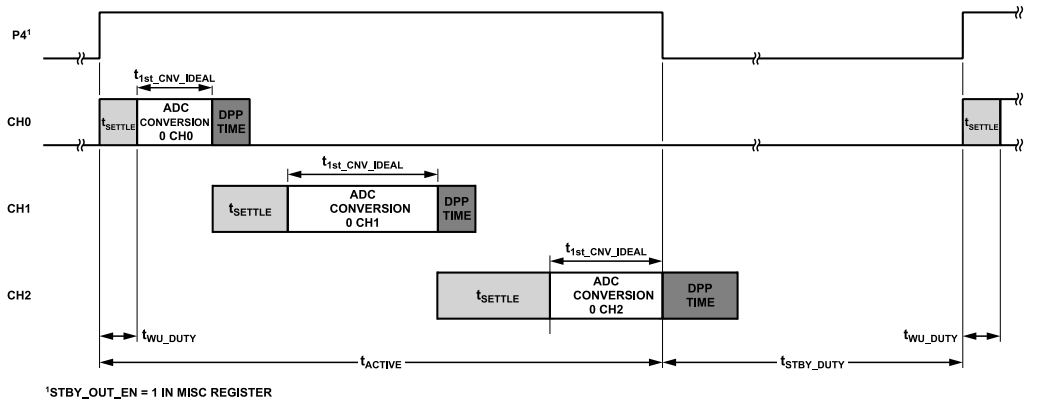 P4¹
t1st_CNV_IDEAL
CH0
tSETTLE
ADC
CONVERSION
0 CH0
DPP
TIME
tSETTLE
t1st_CNV_IDEAL
CH1
tSETTLE
ADC
CONVERSION
0 CH1
DPP
TIME
t1st_CNV_IDEAL
CH2
tSETTLE
ADC
CONVERSION
0 CH2
DPP
TIME
tWU_DUTY
tWU_DUTY
tACTIVE
tSTBY_DUTY
¹STBY_OUT_EN = 1 IN MISC REGISTER